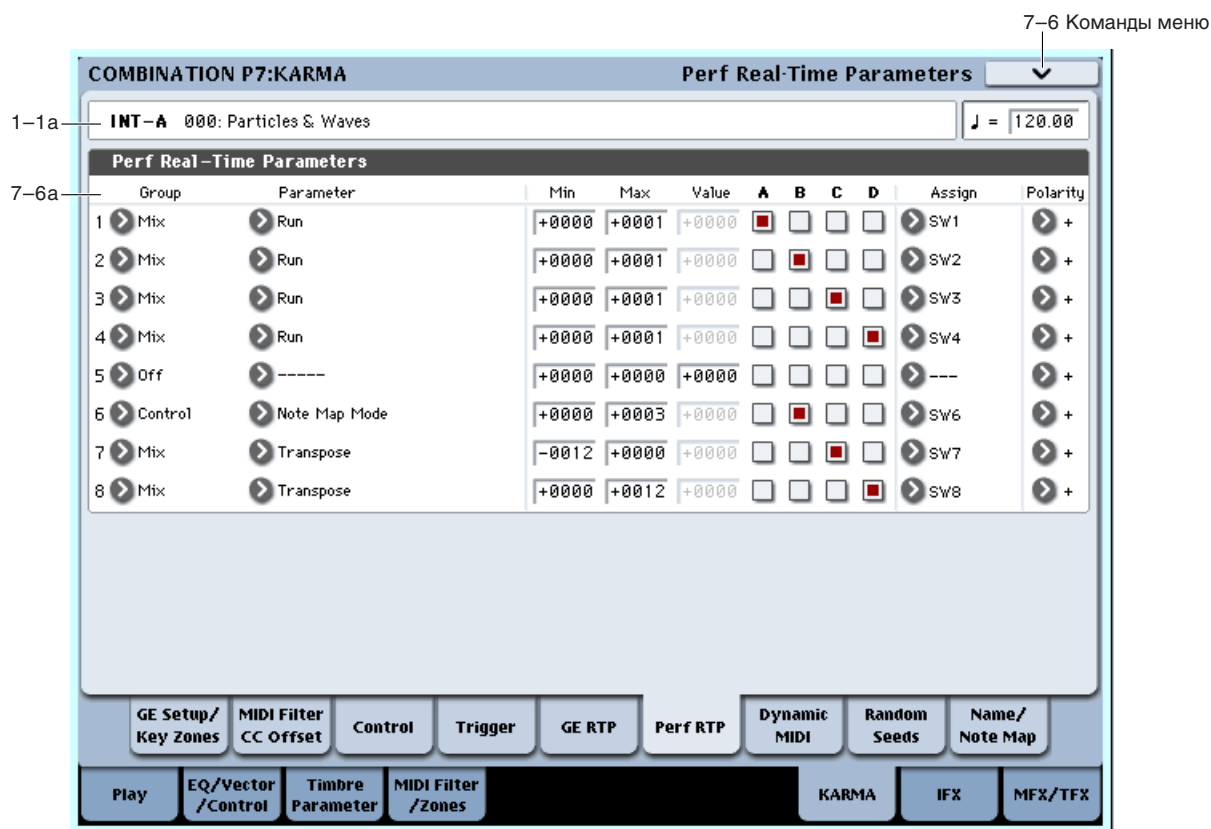 7–6 Команды меню
COMBINATION P7:KARMA Perf Real-Time Parameters
1–1a INT-A 000: Particles & Waves ♩ = 120.00
Perf Real-Time Parameters
7–6a Group Parameter Min Max Value A B C D Assign Polarity
1 Mix Run +0000 +0001 +0000 SW1 +
2 Mix Run +0000 +0001 +0000 SW2 +
3 Mix Run +0000 +0001 +0000 SW3 +
4 Mix Run +0000 +0001 +0000 SW4 +
5 Off ----- +0000 +0000 +0000 --- +
6 Control Note Map Mode +0000 +0003 +0000 SW6 +
7 Mix Transpose -0012 +0000 +0000 SW7 +
8 Mix Transpose +0000 +0012 +0000 SW8 +
GE Setup/ MIDI Filter Control Trigger GE RTP Perf RTP Dynamic Random Name/
Key Zones CC Offset MIDI Seeds Note Map
Play EQ/Vector Timbre MIDI Filter KARMA IFX MFX/TFX
/Control Parameter /Zones